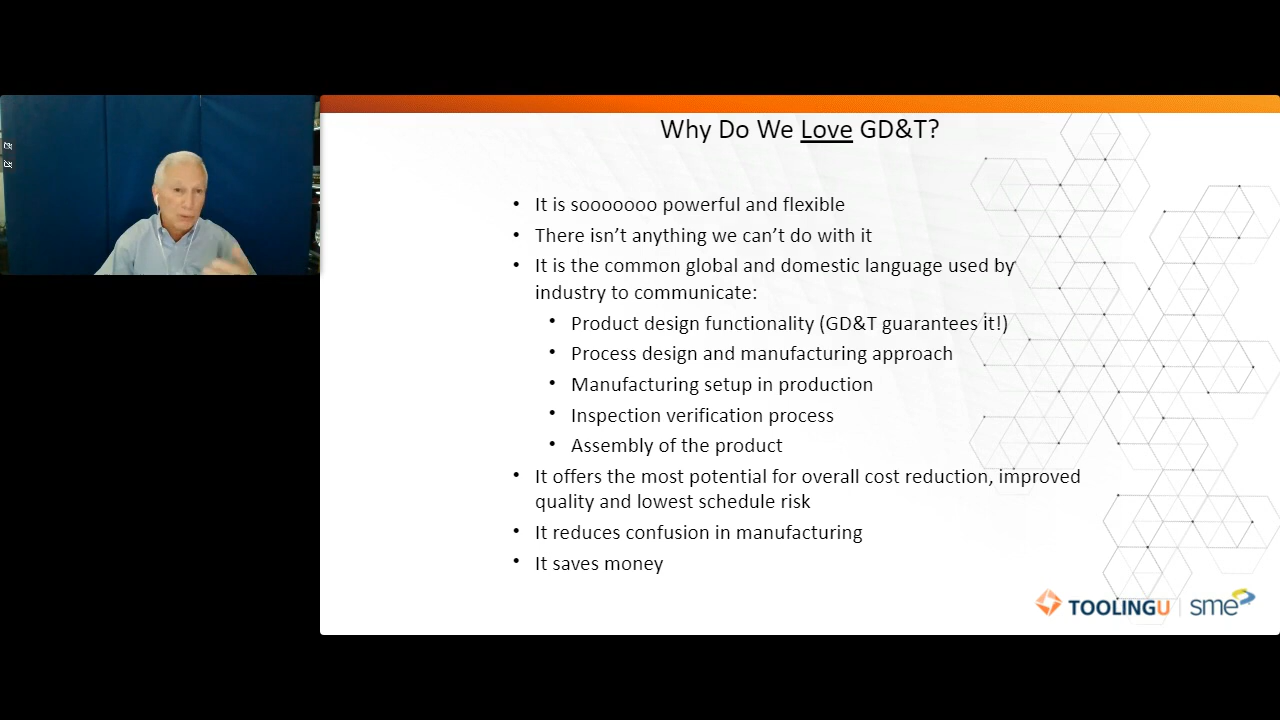 Why Do We Love GD&T?
• It is sooooooo powerful and flexible
• There isn’t anything we can’t do with it
• It is the common global and domestic language used by
industry to communicate:
• Product design functionality (GD&T guarantees it!)
• Process design and manufacturing approach
• Manufacturing setup in production
• Inspection verification process
• Assembly of the product
• It offers the most potential for overall cost reduction, improved
quality and lowest schedule risk
• It reduces confusion in manufacturing
• It saves money
TOOLINGU | sme